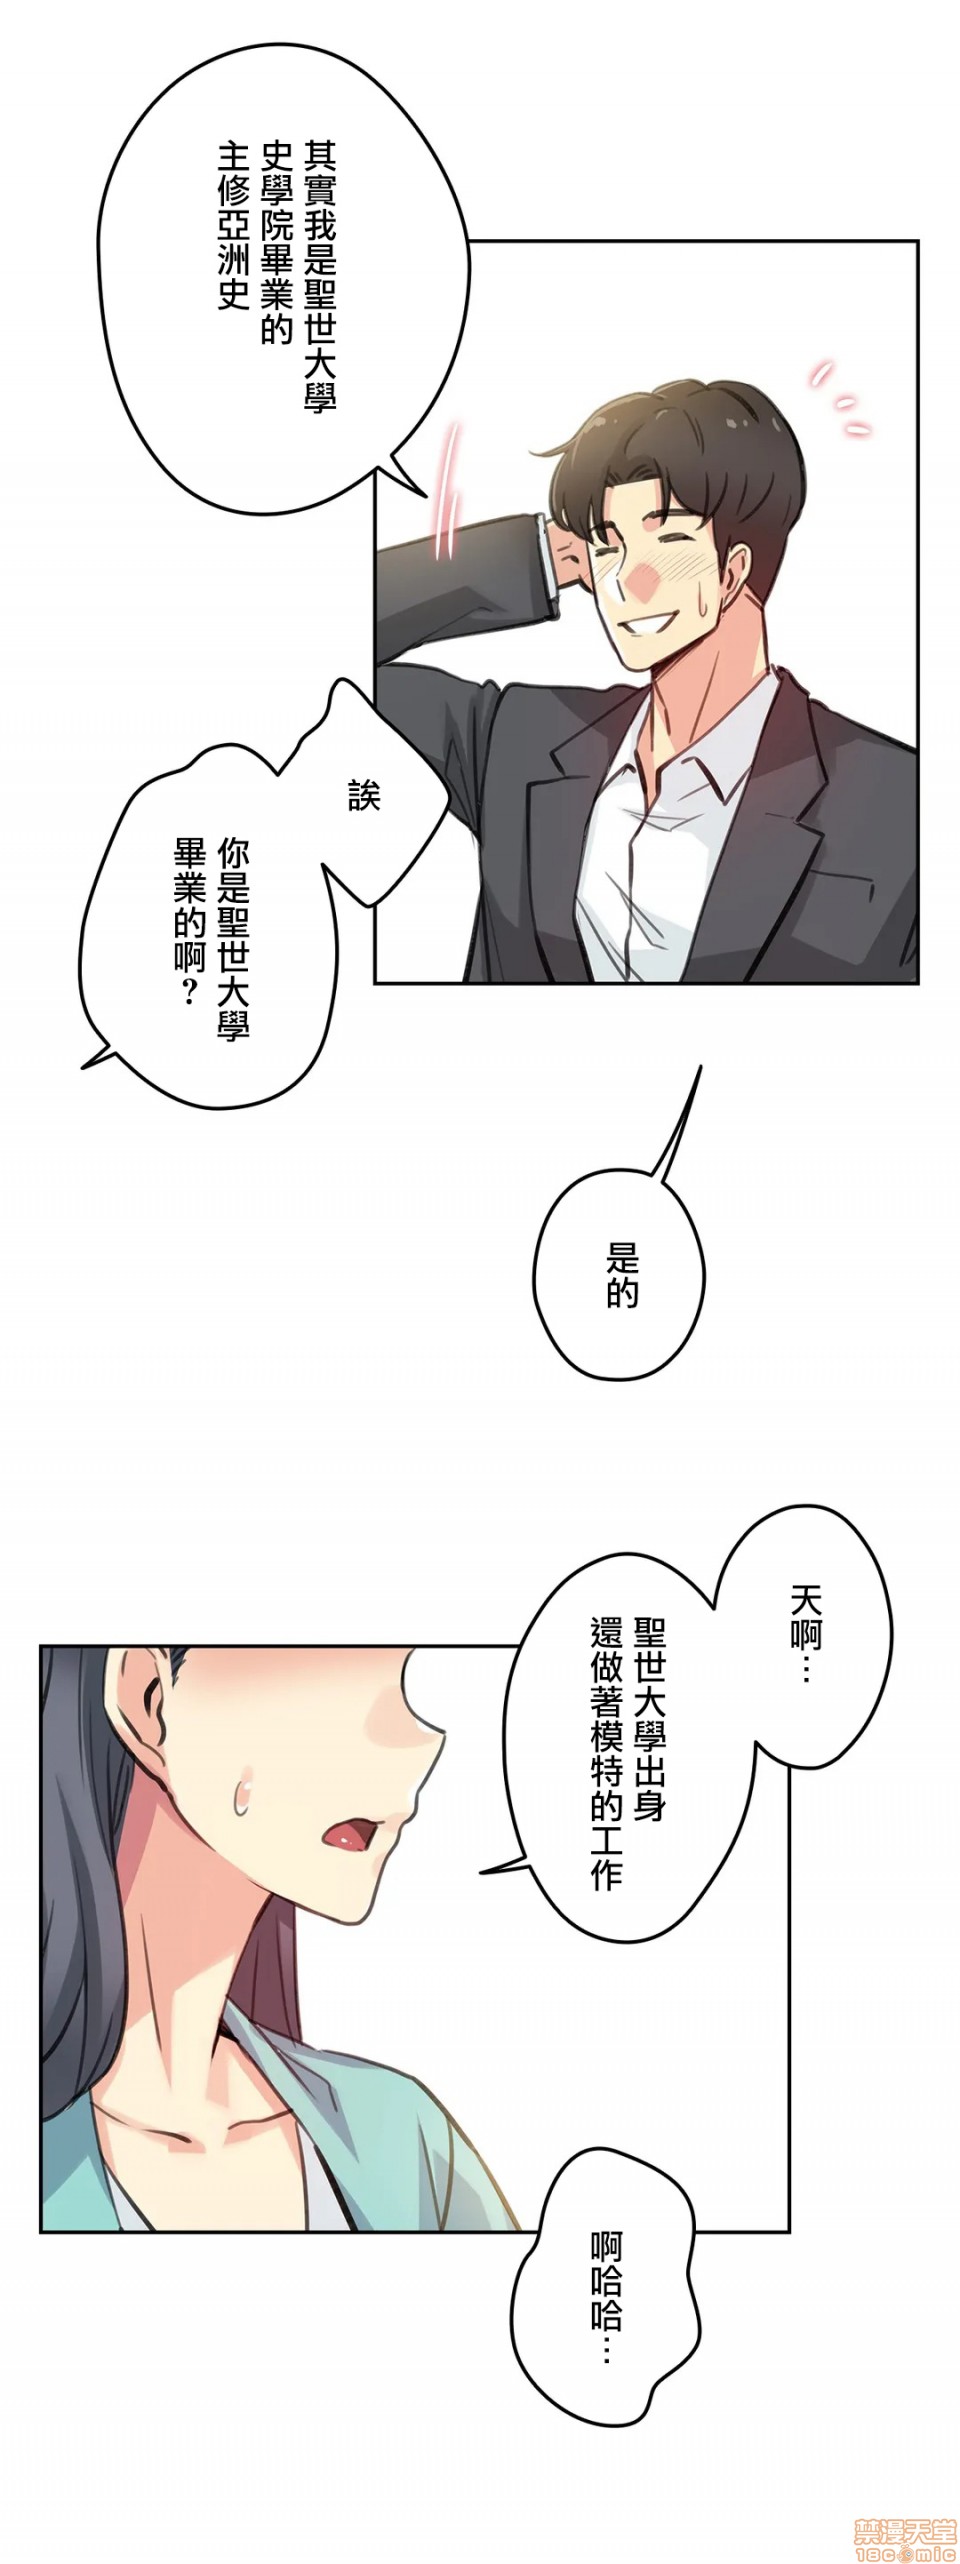 其實我是聖世大學
史學院畢業的
主修亞洲史
誒
你是聖世大學
畢業的啊？
是的
天啊…
聖世大學出身
還做著模特的工作
啊哈哈…
禁漫天堂
18comic